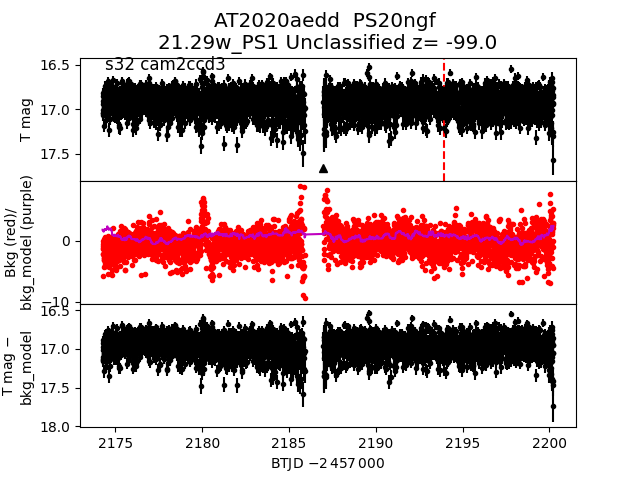 AT2020aedd  PS20ngf
21.29w_PS1 Unclassified z= -99.0
s32 cam2ccd3
16.5
17.0
17.5
T mag
0
−10
Bkg (red)/
bkg_model (purple)
16.5
17.0
17.5
18.0
T mag −
bkg_model
2175
2180
2185
2190
2195
2200
BTJD −2 457 000